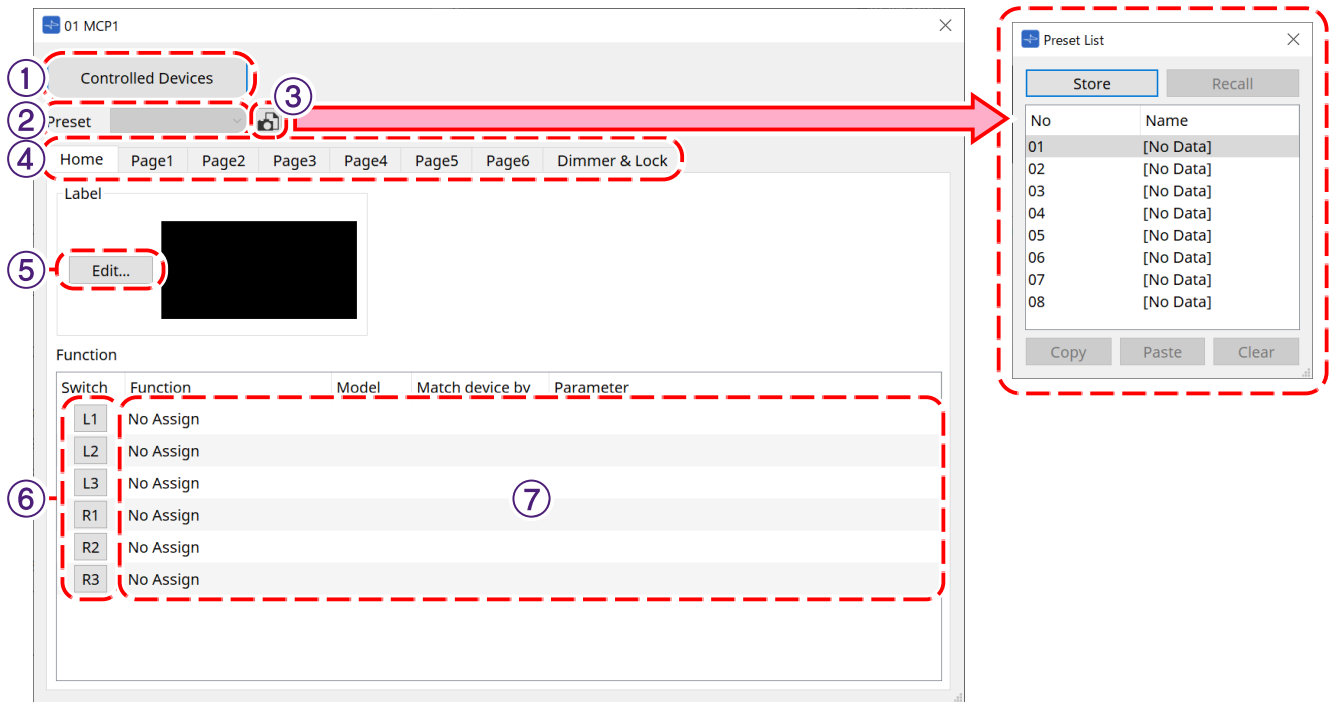 01 MCP1
① Controlled Devices
② Preset ③
④ Home Page1 Page2 Page3 Page4 Page5 Page6 Dimmer & Lock
Label
⑤ Edit...
Function
Switch Function Model Match device by Parameter
L1 No Assign
L2 No Assign
L3 No Assign
⑥ ⑦
R1 No Assign
R2 No Assign
R3 No Assign
Preset List
Store Recall
No Name
01 [No Data]
02 [No Data]
03 [No Data]
04 [No Data]
05 [No Data]
06 [No Data]
07 [No Data]
08 [No Data]
Copy Paste Clear